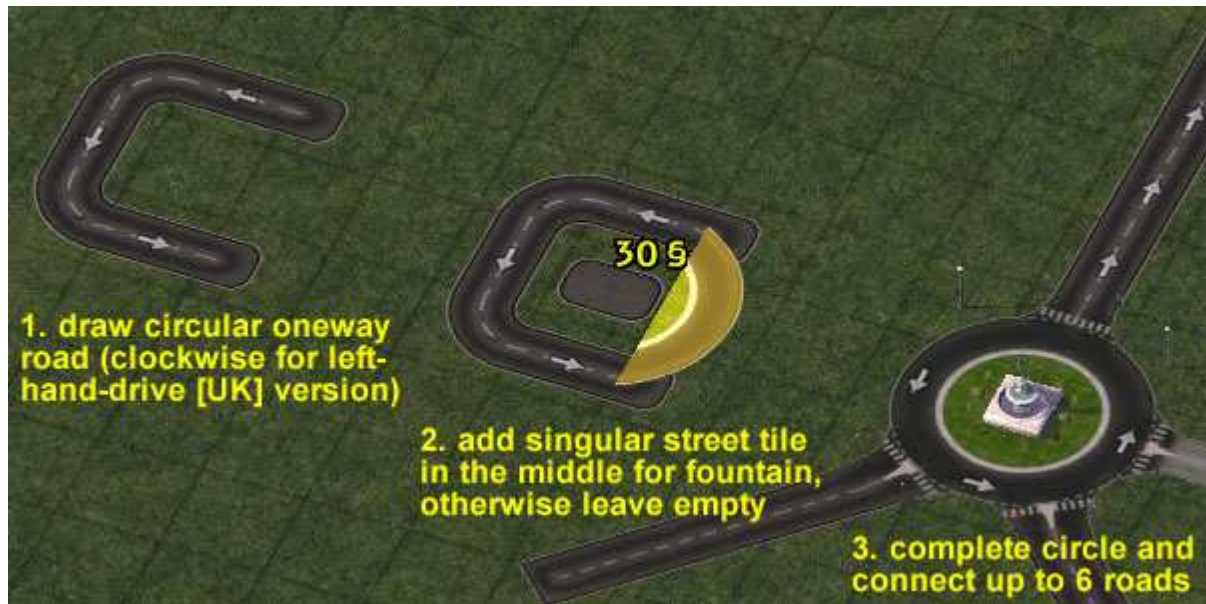 30 §
1. draw circular oneway
road (clockwise for left-
hand-drive [UK] version)
2. add singular street tile
in the middle for fountain,
otherwise leave empty
3. complete circle and
connect up to 6 roads